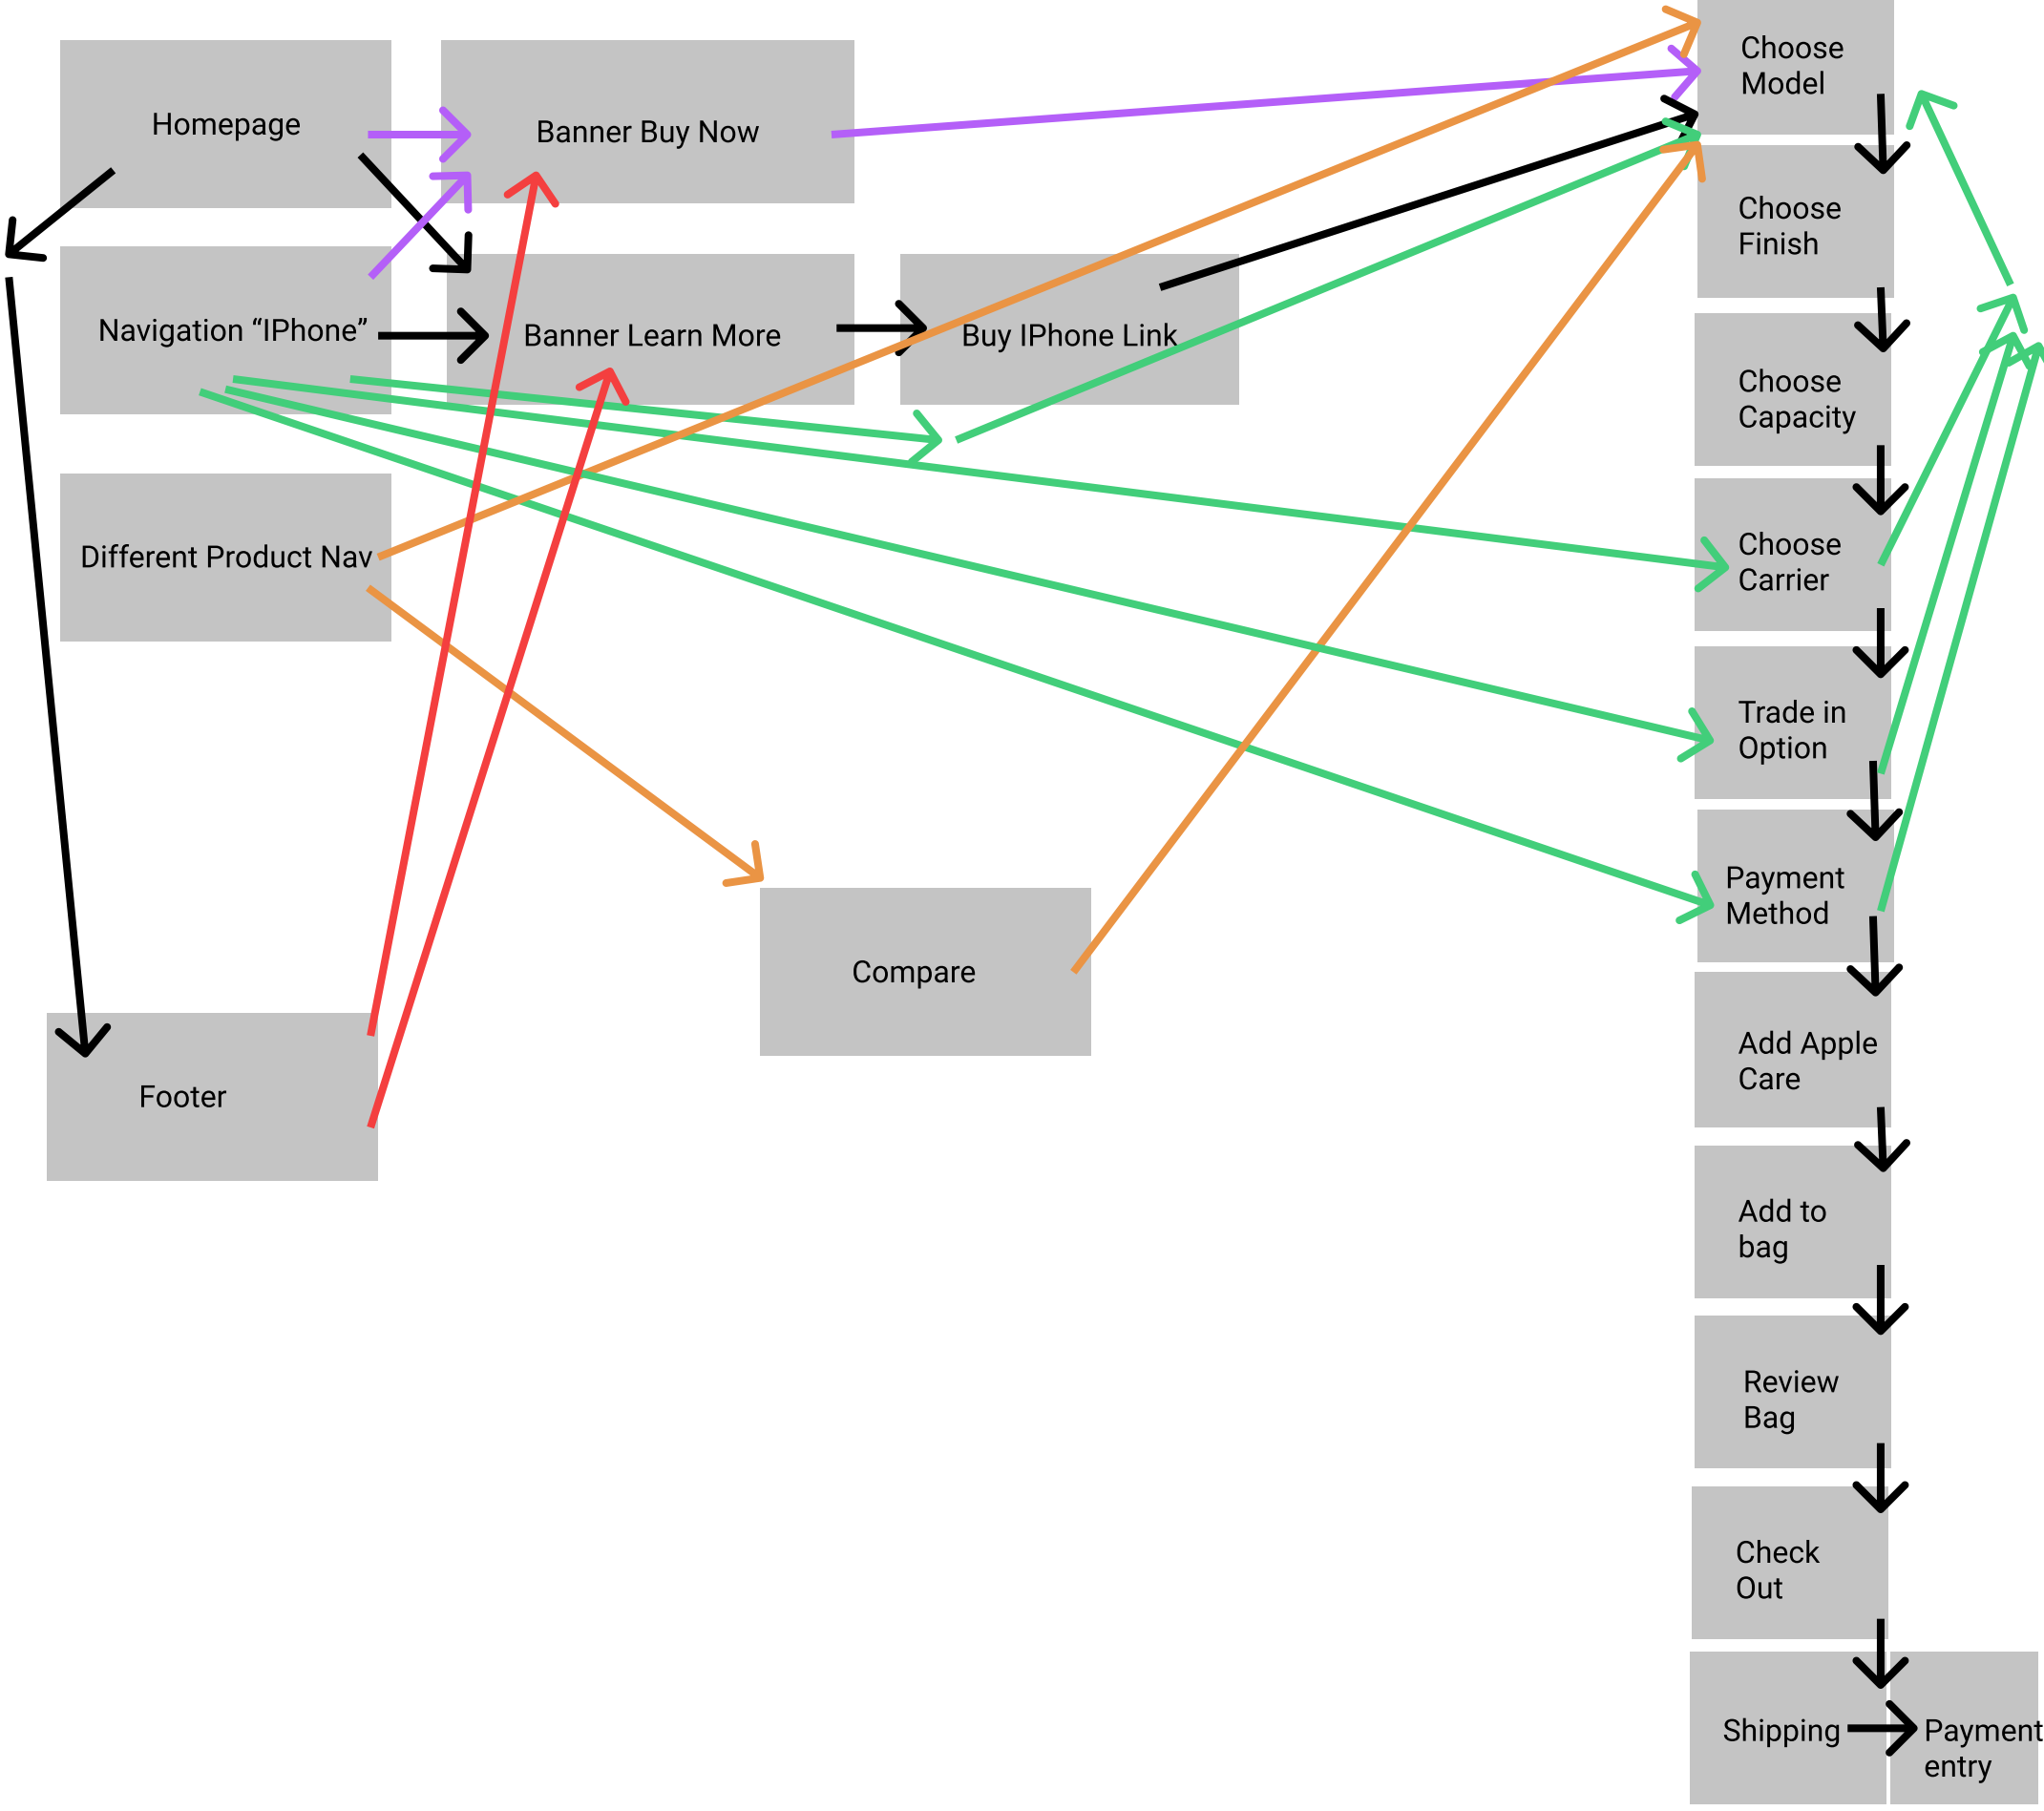 Homepage
Banner Buy Now
Choose
Model
Choose
Finish
Navigation “IPhone”
Banner Learn More
Buy IPhone Link
Choose
Capacity
Different Product Nav
Choose
Carrier
Trade in
Option
Payment
Method
Compare
Add Apple
Care
Footer
Add to
bag
Review
Bag
Check
Out
Shipping
Payment
entry